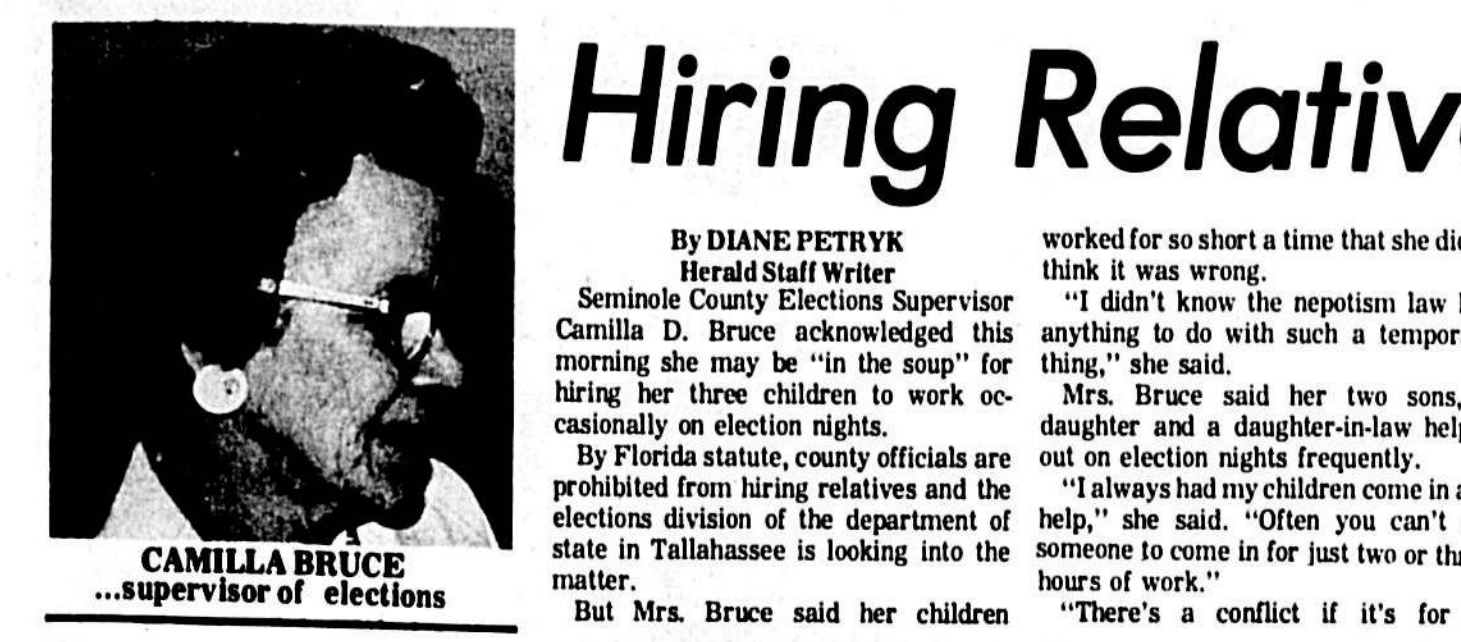 CAMILLA BRUCE
...supervisor of elections
Hiring Relativ
By DIANE PETRYK
Herald Staff Writer
Seminole County Elections Supervisor
Camilla D. Bruce acknowledged this
morning she may be "in the soup" for
hiring her three children to work oc-
casionally on election nights.
By Florida statute, county officials are
prohibited from hiring relatives and the
elections division of the department of
state in Tallahassee is looking into the
matter.
But Mrs. Bruce said her children
worked for so short a time that she did
think it was wrong.
"I didn't know the nepotism law
anything to do with such a tempor
thing," she said.
Mrs. Bruce said her two sons,
daughter and a daughter-in-law help
out on election nights frequently.
"I always had my children come in a
help," she said. "Often you can't
someone to come in for just two or thr
hours of work."
"There's a conflict if it's for